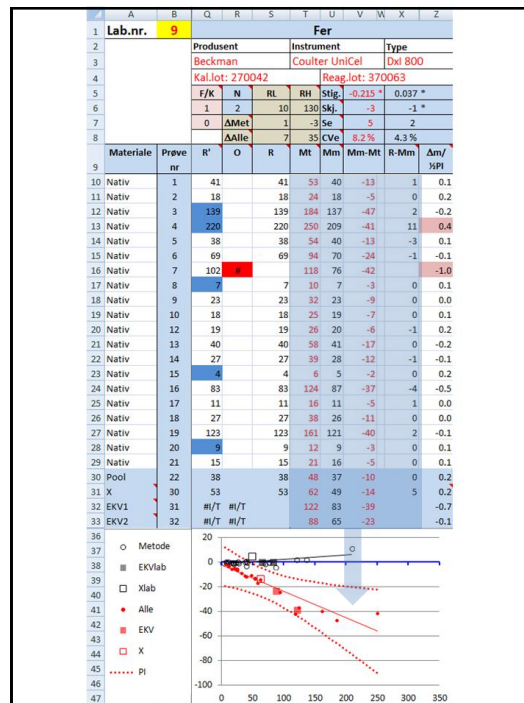 A B Q R S T U V W X Z
1 Lab.nr. 9 Fer
2 Produsent Instrument Type
3 Beckman Coulter UniCel DxI 800
4 Kal.lot: 270042 Reag.lot: 370063
5 F/K N RL RH Stig. -0.215 * 0.037 *
6 1 2 10 130 Skj. -3 -1 *
7 0 ΔMet 1 -3 Se 5 2
8 ΔAlle 7 35 CVe 8.2 % 4.3 %
Materiale Prøve R' O R Mt Mm Mm-Mt R-Mm Δm/
9 nr ½PI
10 Nativ 1 41 41 53 40 -13 1 0.1
11 Nativ 2 18 18 24 18 -5 0 0.2
12 Nativ 3 139 139 184 137 -47 2 -0.2
13 Nativ 4 220 220 250 209 -41 11 0.4
14 Nativ 5 38 38 54 40 -13 -3 0.1
15 Nativ 6 69 69 94 70 -24 -1 -0.1
16 Nativ 7 102 # 118 76 -42 -1.0
17 Nativ 8 7 7 10 7 -3 0 0.1
18 Nativ 9 23 23 32 23 -9 0 0.0
19 Nativ 10 18 18 25 19 -7 0 0.1
20 Nativ 12 19 19 26 20 -6 -1 0.2
21 Nativ 13 40 40 58 41 -17 0 -0.2
22 Nativ 14 27 27 39 28 -12 -1 -0.1
23 Nativ 15 4 4 6 5 -2 0 0.2
24 Nativ 16 83 83 124 87 -37 -4 -0.5
25 Nativ 17 11 11 16 11 -5 1 0.0
26 Nativ 18 27 27 38 26 -11 0 0.0
27 Nativ 19 123 123 161 121 -40 2 -0.1
28 Nativ 20 9 9 12 9 -3 0 0.1
29 Nativ 21 15 15 21 16 -5 0 0.1
30 Pool 22 38 38 48 37 -10 0 0.2
31 X 30 53 53 62 49 -14 5 0.2
32 EKV1 31 #I/T #I/T 122 83 -39 -0.7
33 EKV2 32 #I/T #I/T 88 65 -23 -0.1
36 20
37 Metode
38 EKVlab 0
39 Xlab
40 -20
41 Alle -40
42
43 EKV -60
44 X
45 -80
46 PI
-100
47 0 50 100 150 200 250 300 350